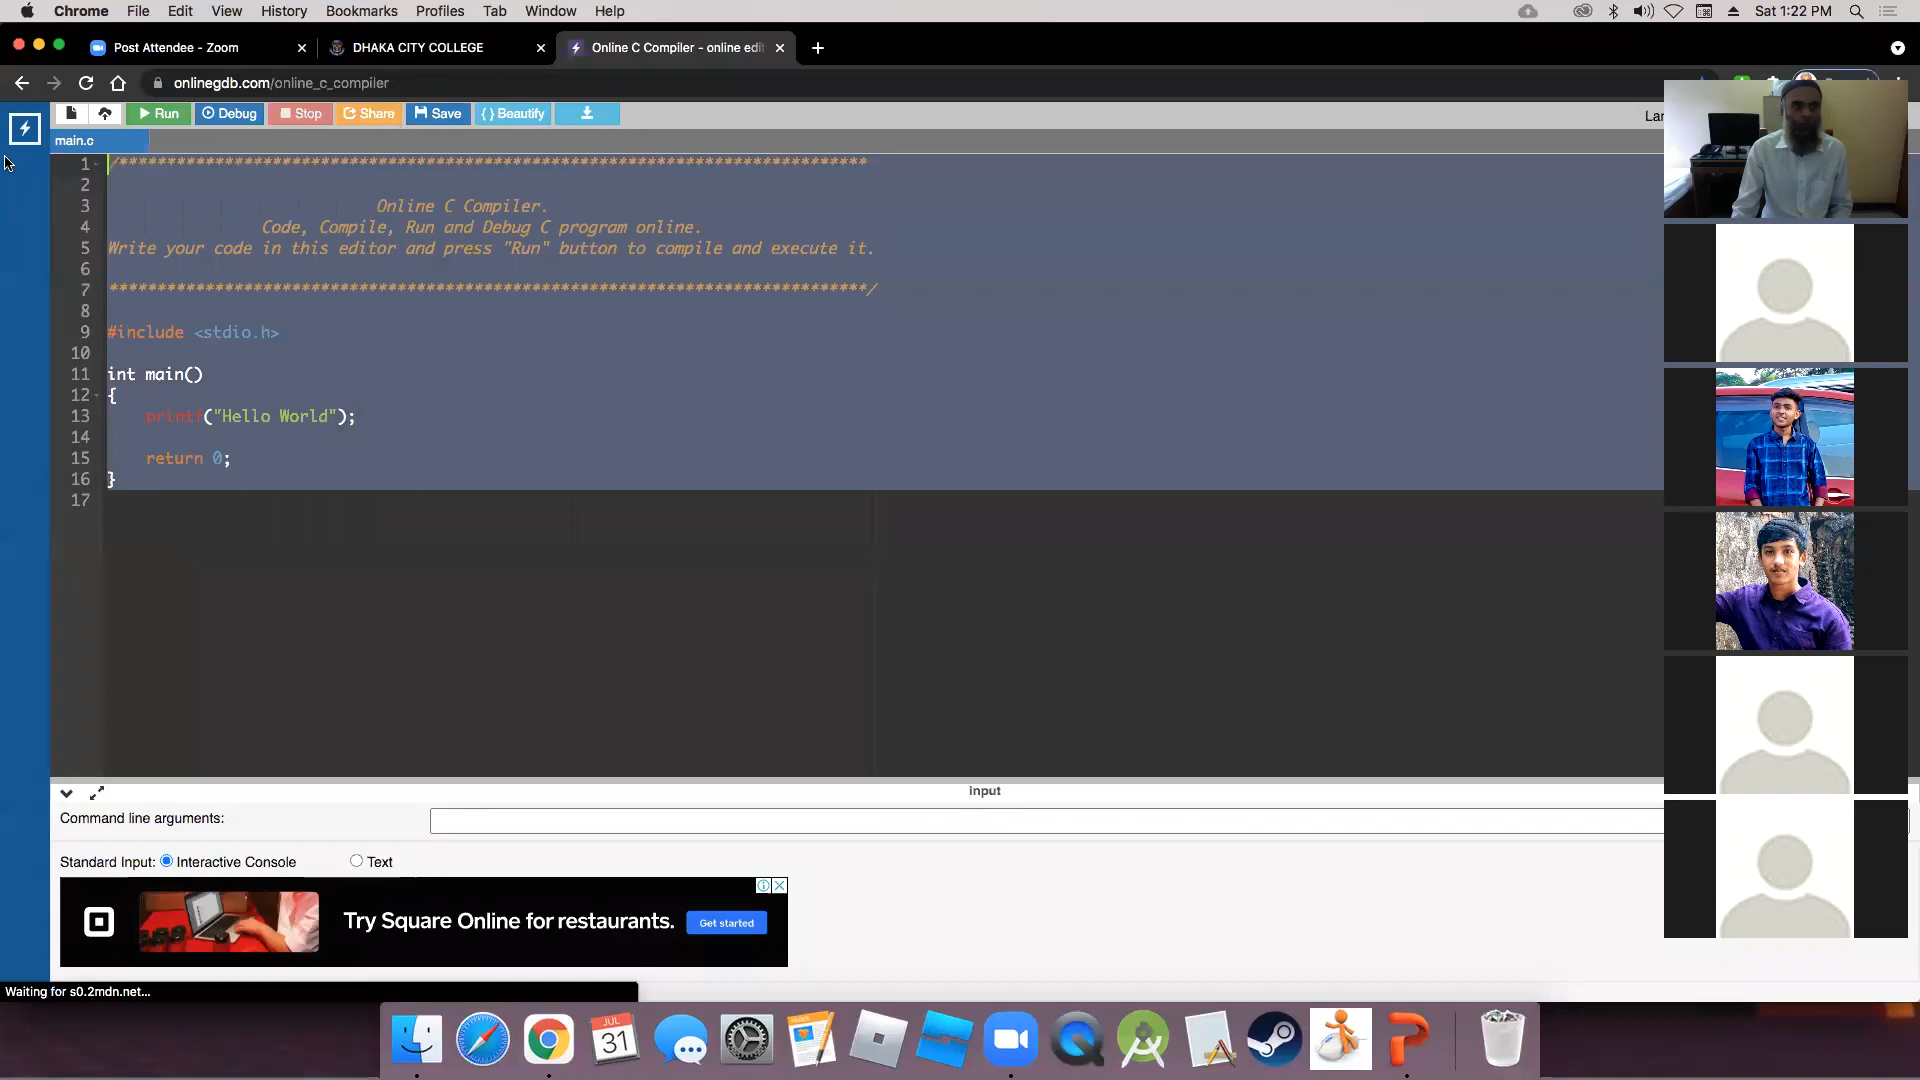 Chrome File Edit View History Bookmarks Profiles Tab Window Help Sat 1:22 PM
Post Attendee - Zoom DHAKA CITY COLLEGE Online C Compiler - online edit
onlinegdb.com/online_c_compiler
Run Debug Stop Share Save { } Beautify
main.c
1 /******************************************************************************
2
3 Online C Compiler.
4 Code, Compile, Run and Debug C program online.
5 Write your code in this editor and press "Run" button to compile and execute it.
6
7 *******************************************************************************/
8
9 #include <stdio.h>
10
11 int main()
12 {
13 printf("Hello World");
14
15 return 0;
16 }
17
input
Command line arguments:
Standard Input: Interactive Console Text
Try Square Online for restaurants. Get started
Waiting for s0.2mdn.net...
JUL
31